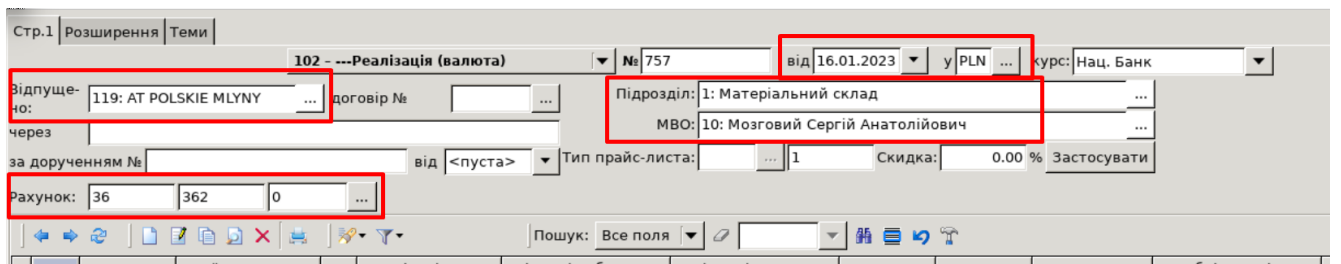 Стр.1 Розширення Теми
102 – ---Реалізація (валюта) № 757 від 16.01.2023 у PLN ... курс: Нац. Банк
Відпуще-
но: 119: AT POLSKIE MLYNY ... договір № ... Підрозділ: 1: Матеріальний склад ...
через МВО: 10: Мозговий Сергій Анатолійович ...
за дорученням № від <пуста> Тип прайс-листа: ... 1 Скидка: 0.00 % Застосувати
Рахунок: 36 362 0 ...
Пошук: Все поля